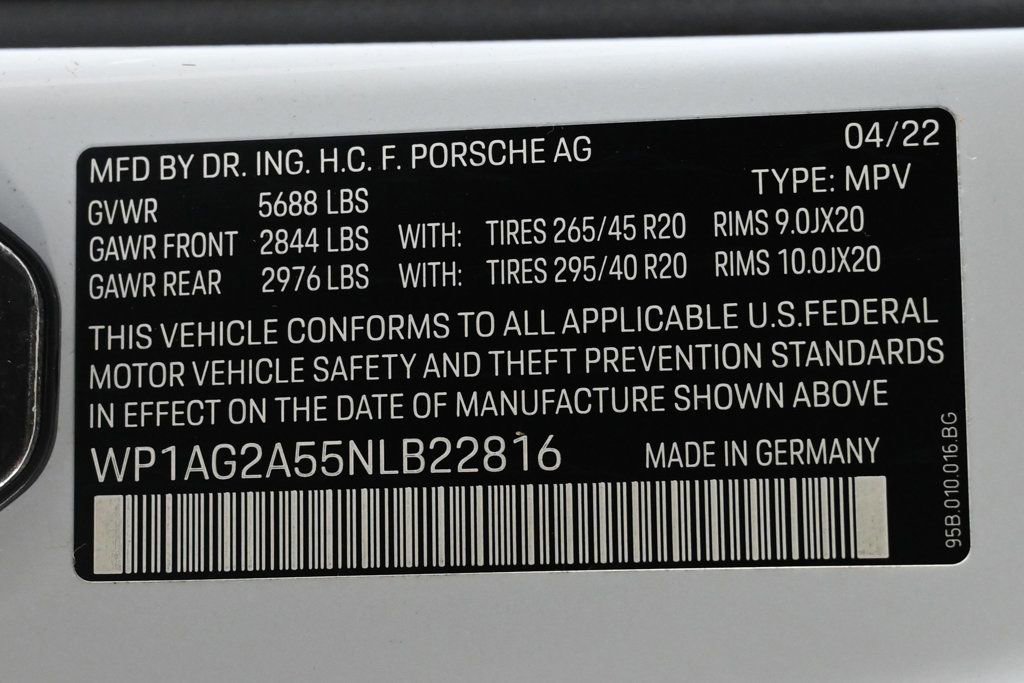 MFD BY DR. ING. H.C. F. PORSCHE AG 04/22
TYPE: MPV
GVWR 5688 LBS
GAWR FRONT 2844 LBS WITH: TIRES 265/45 R20 RIMS 9.0JX20
GAWR REAR 2976 LBS WITH: TIRES 295/40 R20 RIMS 10.0JX20
THIS VEHICLE CONFORMS TO ALL APPLICABLE U.S.FEDERAL
MOTOR VEHICLE SAFETY AND THEFT PREVENTION STANDARDS
IN EFFECT ON THE DATE OF MANUFACTURE SHOWN ABOVE
WP1AG2A55NLB22816 MADE IN GERMANY
95B.010.016.BG